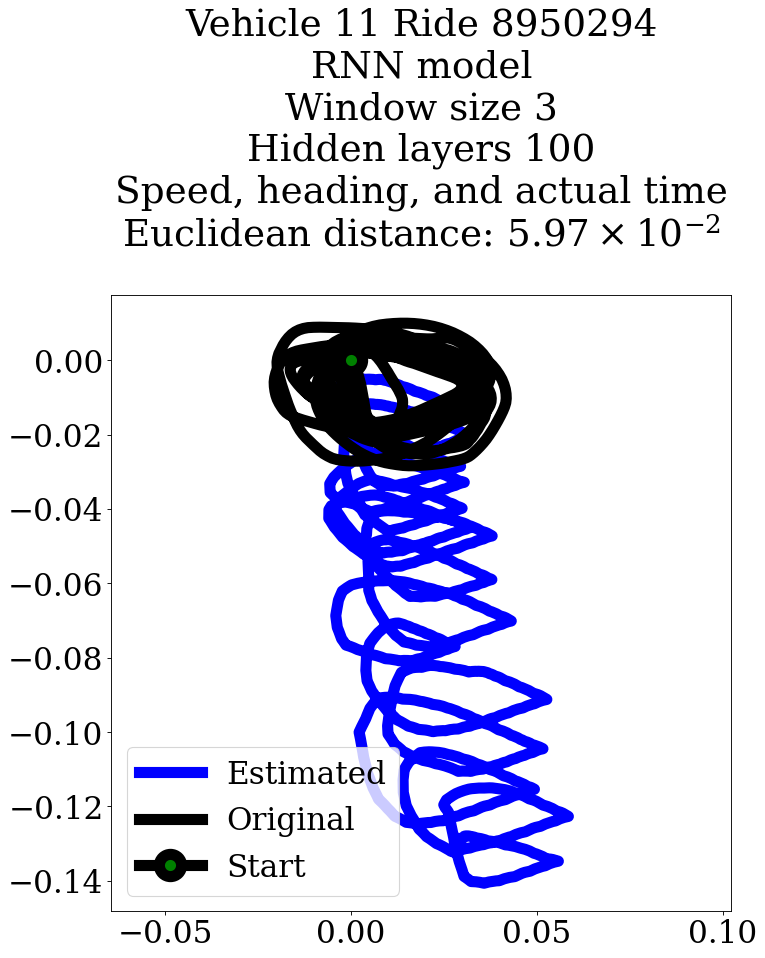 Vehicle 11 Ride 8950294
RNN model
Window size 3
Hidden layers 100
Speed, heading, and actual time
Euclidean distance: 5.97 × 10⁻²
0.00
−0.02
−0.04
−0.06
−0.08
−0.10
−0.12
−0.14
Estimated
Original
Start
−0.05 0.00 0.05 0.10